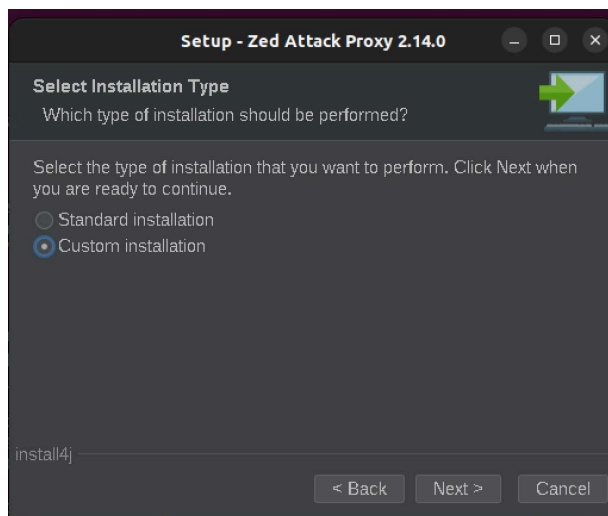 Setup - Zed Attack Proxy 2.14.0
Select Installation Type
Which type of installation should be performed?
Select the type of installation that you want to perform. Click Next when
you are ready to continue.
Standard installation
Custom installation
install4j
< Back Next > Cancel